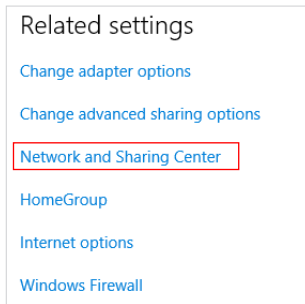 Related settings
Change adapter options
Change advanced sharing options
Network and Sharing Center
HomeGroup
Internet options
Windows Firewall